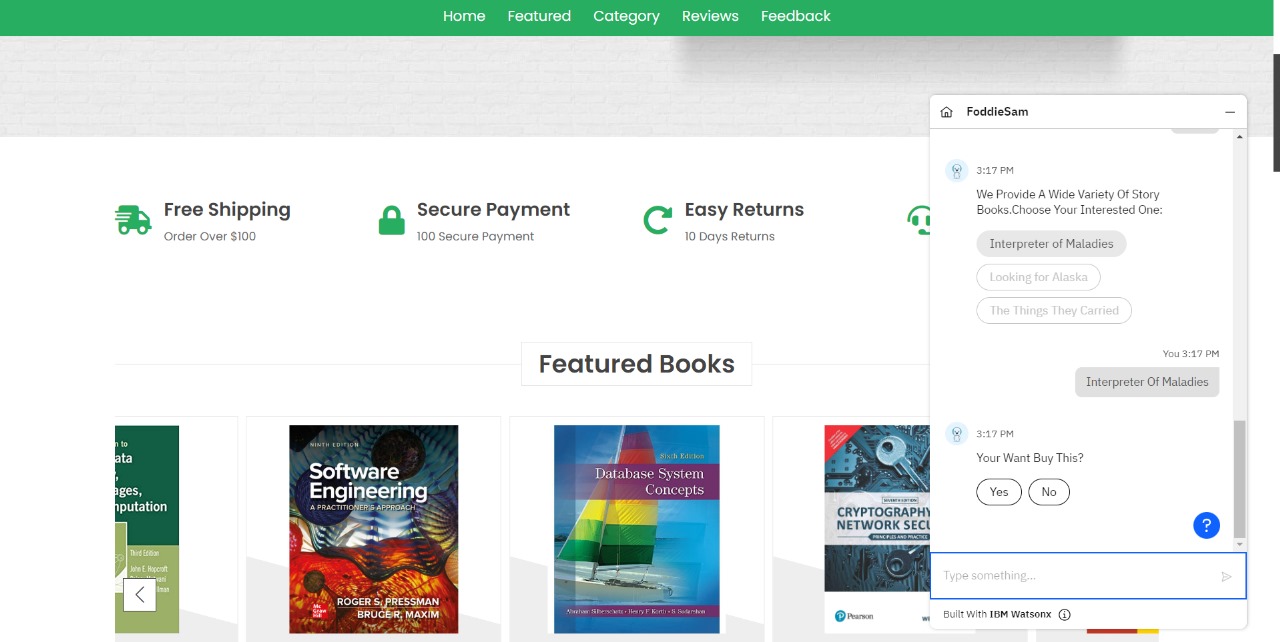 Home Featured Category Reviews Feedback
Free Shipping
Order Over $100
Secure Payment
100 Secure Payment
Easy Returns
10 Days Returns
Featured Books
Third Edition
John E. Hopcroft
NINTH EDITION
Software
Engineering
A PRACTITIONER'S APPROACH
Mc
Graw
Hill
ROGER S. PRESSMAN
BRUCE R. MAXIM
Sixth Edition
Database System
Concepts
Abraham Silberschatz • Henry F. Korth • S. Sudarshan
SEVENTH EDITION
CRYPTOGRAPHY
NETWORK SECU
PRINCIPLES AND PRACTICE
Pearson
FoddieSam
3:17 PM
We Provide A Wide Variety Of Story
Books.Choose Your Interested One:
Interpreter of Maladies
Looking for Alaska
The Things They Carried
You 3:17 PM
Interpreter Of Maladies
3:17 PM
Your Want Buy This?
Yes No
?
Type something...
Built With IBM Watsonx